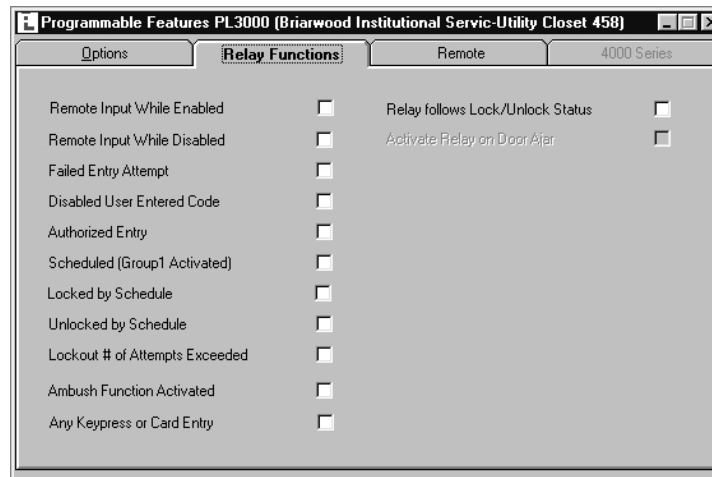 Programmable Features PL3000 (Briarwood Institutional Servic-Utility Closet 458)
Options
Relay Functions
Remote
4000 Series
Remote Input While Enabled
Remote Input While Disabled
Failed Entry Attempt
Disabled User Entered Code
Authorized Entry
Scheduled (Group1 Activated)
Locked by Schedule
Unlocked by Schedule
Lockout # of Attempts Exceeded
Ambush Function Activated
Any Keypress or Card Entry
Relay follows Lock/Unlock Status
Activate Relay on Door Ajar